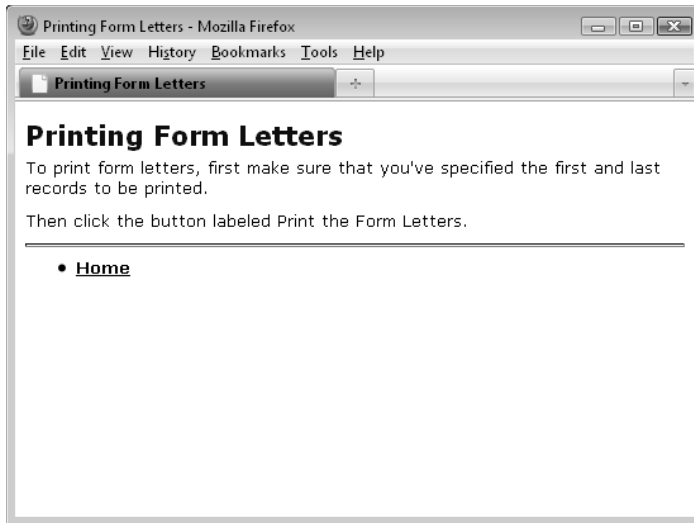 Printing Form Letters - Mozilla Firefox
File Edit View History Bookmarks Tools Help
Printing Form Letters
Printing Form Letters
To print form letters, first make sure that you've specified the first and last
records to be printed.
Then click the button labeled Print the Form Letters.
• Home